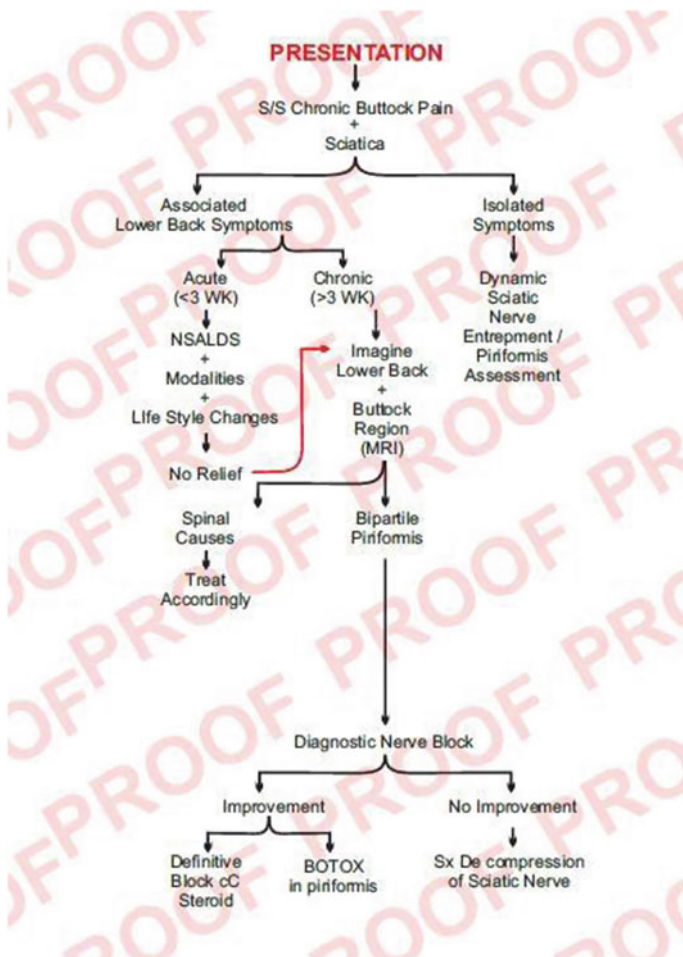 PRESENTATION
S/S Chronic Buttock Pain
+
Sciatica
Associated
Lower Back Symptoms
Isolated
Symptoms
Acute
(<3 WK)
Chronic
(>3 WK)
Dynamic
Sciatic
Nerve
Entrepment /
Piriformis
Assessment
NSALDS
+
Modalities
+
LIfe Style Changes
No Relief
Imagine
Lower Back
+
Buttock
Region
(MRI)
Spinal
Causes
Bipartile
Piriformis
Treat
Accordingly
Diagnostic Nerve Block
Improvement
No Improvement
Definitive
Block cC
Steroid
BOTOX
in piriformis
Sx De compression
of Sciatic Nerve
PROOF PROOF PROOF